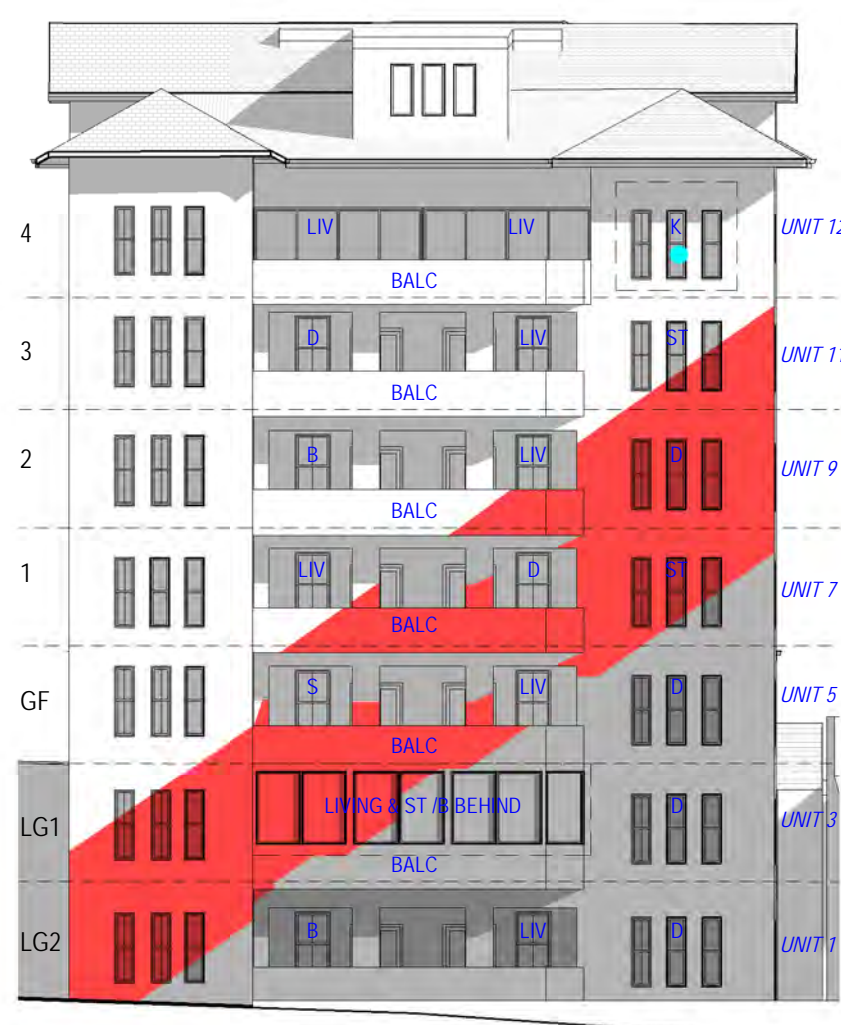 4 LIV LIV K UNIT 12
BALC
3 D LIV ST UNIT 11
BALC
2 B LIV D UNIT 9
BALC
1 LIV D ST UNIT 7
BALC
GF S LIV D UNIT 5
BALC
LG1 LIVING & ST /B BEHIND D UNIT 3
BALC
LG2 B LIV D UNIT 1